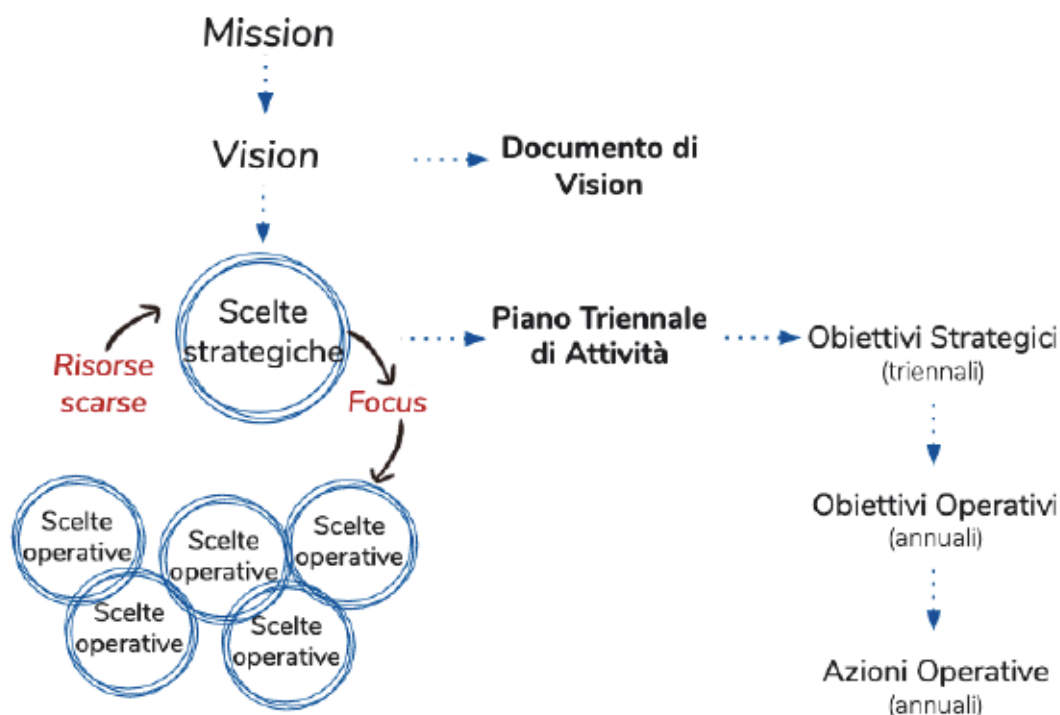 Mission
Vision
Documento di
Vision
Scelte
strategiche
Risorse
scarse
Focus
Piano Triennale
di Attività
Obiettivi Strategici
(triennali)
Scelte
operative
Scelte
operative
Scelte
operative
Scelte
operative
Scelte
operative
Obiettivi Operativi
(annuali)
Azioni Operative
(annuali)